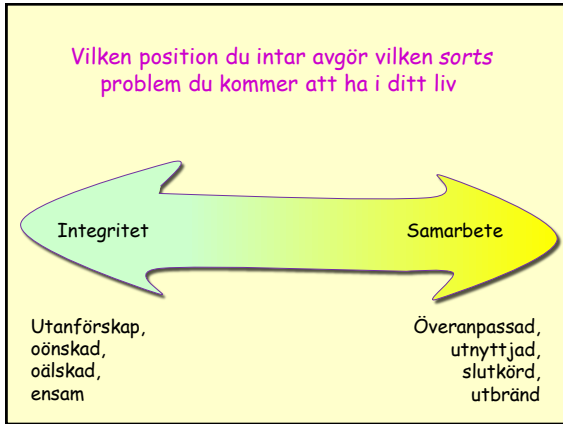 Vilken position du intar avgör vilken sorts
problem du kommer att ha i ditt liv
Integritet
Samarbete
Utanförskap,
oönskad,
oälskad,
ensam
Överanpassad,
utnyttjad,
slutkörd,
utbränd